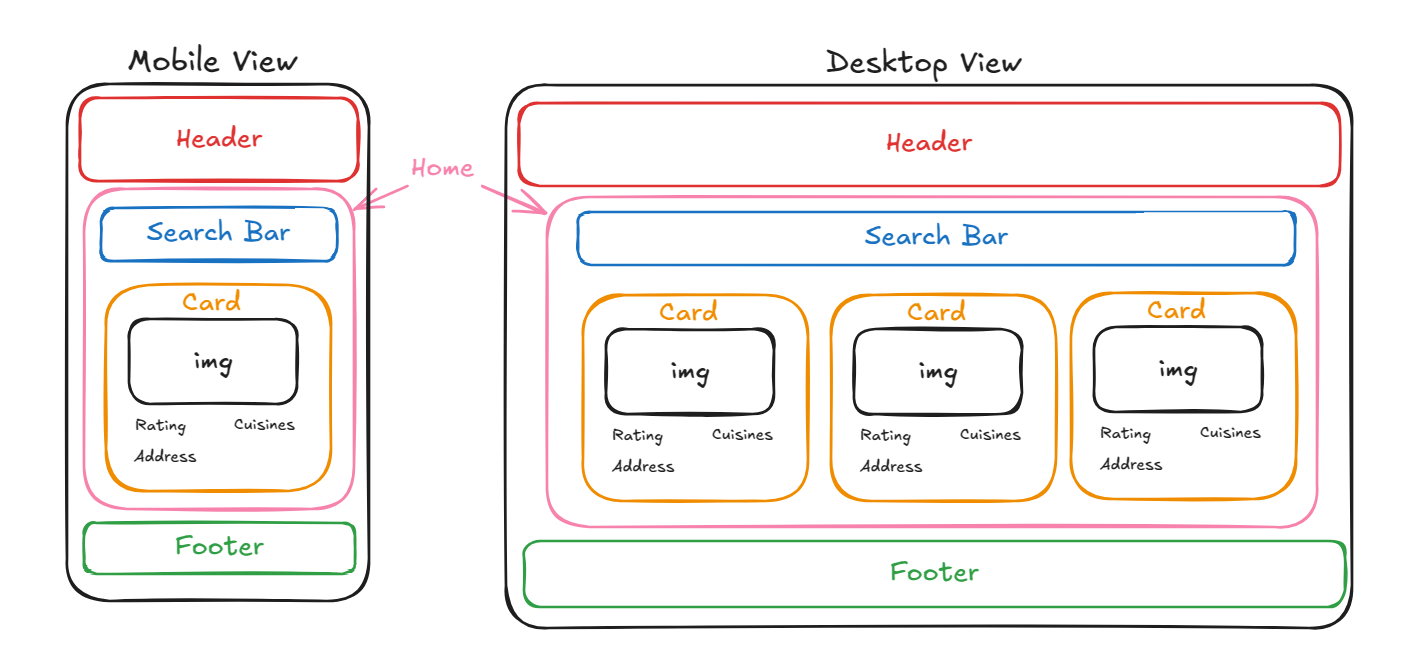 Mobile View
Header
Home
Search Bar
Card
img
Rating Cuisines
Address
Footer
Desktop View
Header
Search Bar
Card
img
Rating Cuisines
Address
Card
img
Rating Cuisines
Address
Card
img
Rating Cuisines
Address
Footer